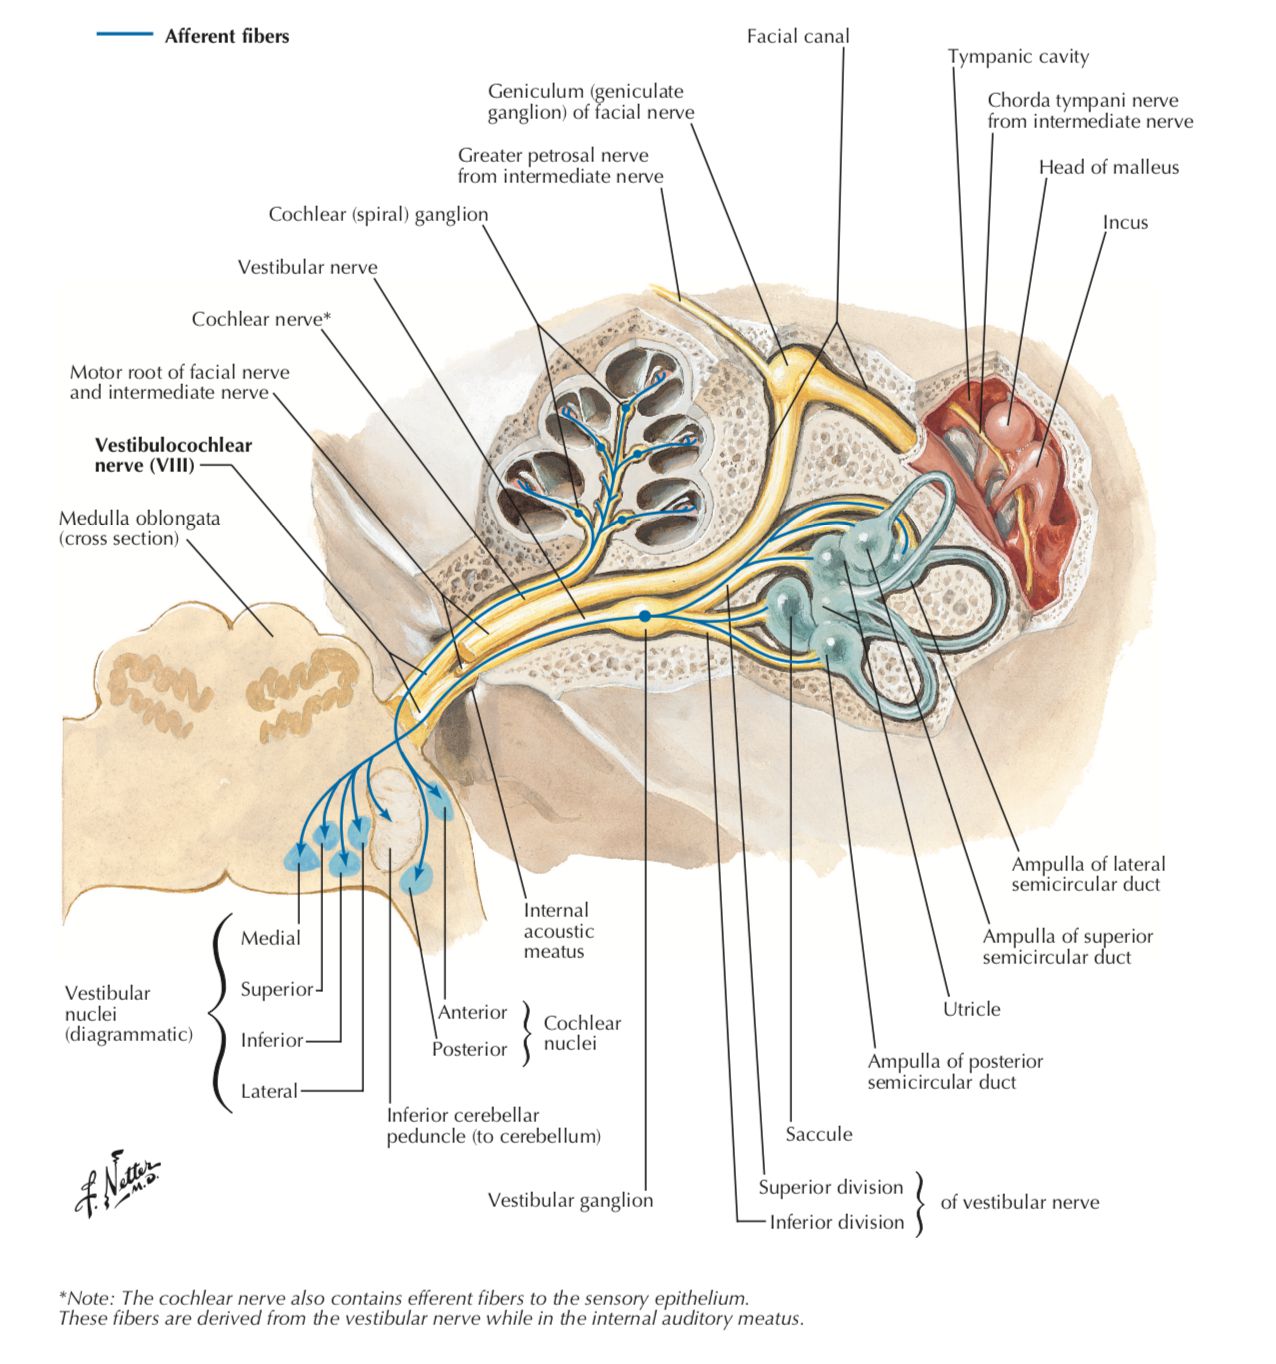 Afferent fibers
Facial canal
Tympanic cavity
Geniculum (geniculate
ganglion) of facial nerve
Chorda tympani nerve
from intermediate nerve
Greater petrosal nerve
from intermediate nerve
Head of malleus
Cochlear (spiral) ganglion
Incus
Vestibular nerve
Cochlear nerve*
Motor root of facial nerve
and intermediate nerve
Vestibulocochlear
nerve (VIII)
Medulla oblongata
(cross section)
Ampulla of lateral
semicircular duct
Internal
acoustic
meatus
Ampulla of superior
semicircular duct
Medial
Superior
Inferior
Lateral
Vestibular
nuclei
(diagrammatic)
Anterior
Posterior
Cochlear
nuclei
Utricle
Ampulla of posterior
semicircular duct
Inferior cerebellar
peduncle (to cerebellum)
Saccule
Vestibular ganglion
Superior division
Inferior division
of vestibular nerve
F. Netter
M.D.
*Note: The cochlear nerve also contains efferent fibers to the sensory epithelium.
These fibers are derived from the vestibular nerve while in the internal auditory meatus.